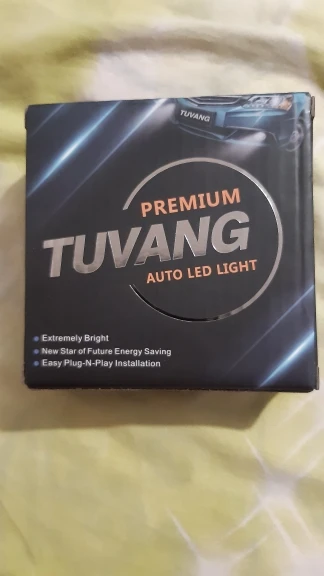 TUVANG
PREMIUM
TUVANG
AUTO LED LIGHT
Extremely Bright
New Star of Future Energy Saving
Easy Plug-N-Play Installation